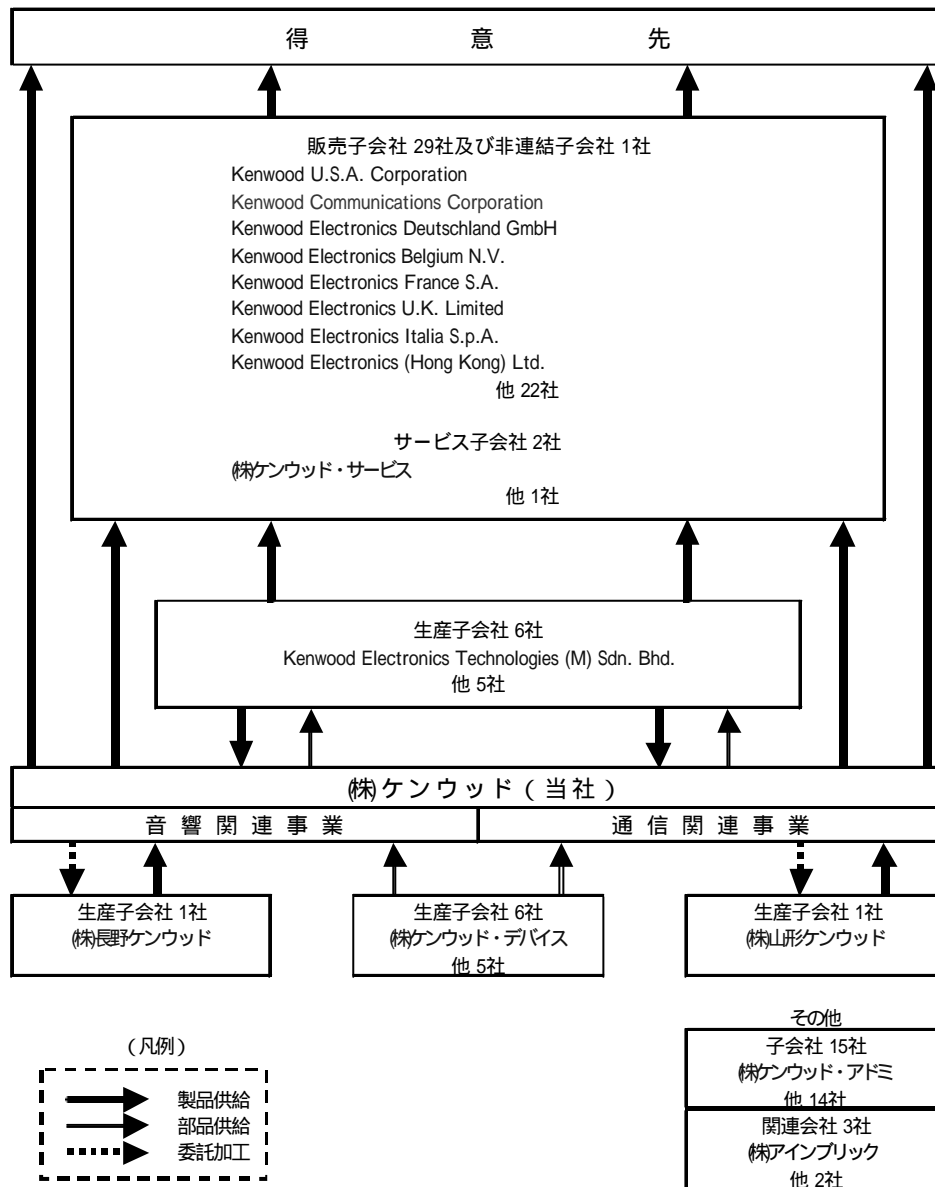 得意先
販売子会社 29社及び非連結子会社 1社
Kenwood U.S.A. Corporation
Kenwood Communications Corporation
Kenwood Electronics Deutschland GmbH
Kenwood Electronics Belgium N.V.
Kenwood Electronics France S.A.
Kenwood Electronics U.K. Limited
Kenwood Electronics Italia S.p.A.
Kenwood Electronics (Hong Kong) Ltd.
他 22社
サービス子会社 2社
㈱ケンウッド・サービス
他 1社
生産子会社 6社
Kenwood Electronics Technologies (M) Sdn. Bhd.
他 5社
㈱ケンウッド(当社)
音響関連事業
通信関連事業
生産子会社 1社
㈱長野ケンウッド
生産子会社 6社
㈱ケンウッド・デバイス
他 5社
生産子会社 1社
㈱山形ケンウッド
その他
子会社 15社
㈱ケンウッド・アドミ
他 14社
関連会社 3社
㈱アインブリック
他 2社
(凡例)
製品供給
部品供給
委託加工